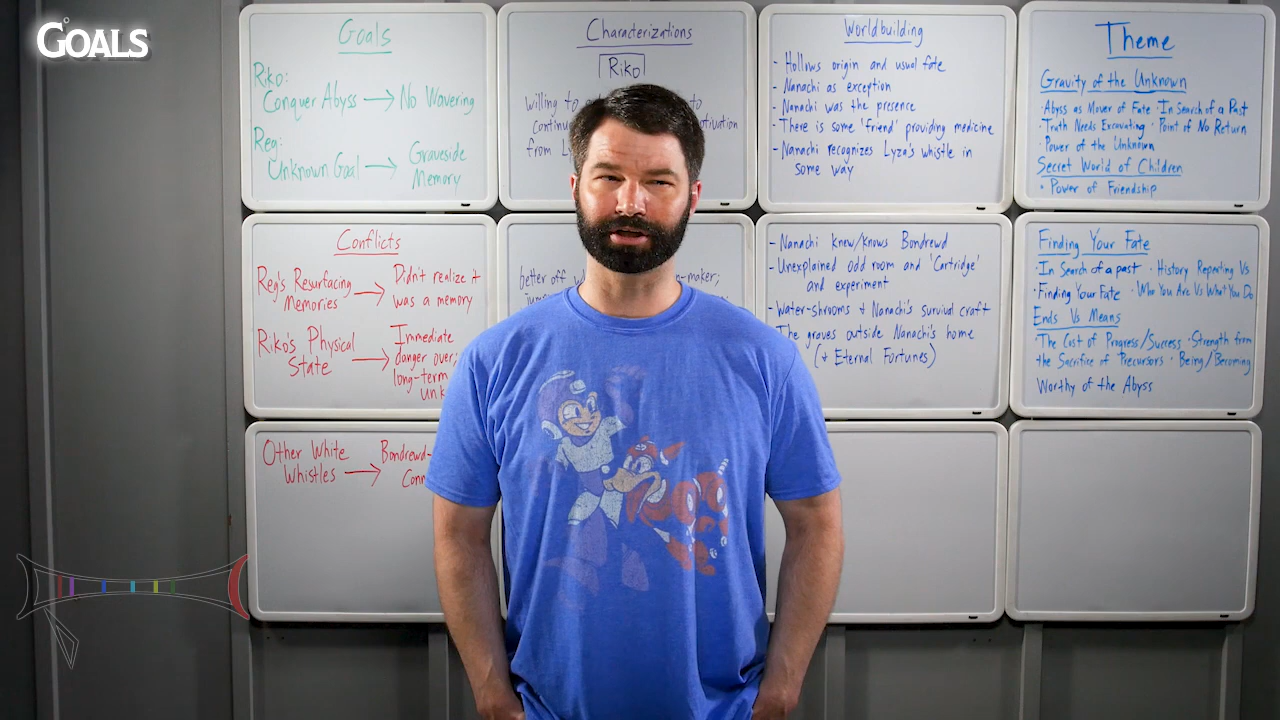 GOALS
Goals
Riko:
Conquer Abyss → No Wavering
Reg:
Unknown Goal → Graveside
Memory
Characterizations
Riko
willing to
to
continu
otivation
from L
Worldbuilding
- Hollows origin and usual fate
- Nanachi as exception
- Nanachi was the presence
- There is some 'friend' providing medicine
- Nanachi recognizes Lyza's whistle in
some way
Theme
Gravity of the Unknown
· Abyss as Mover of Fate · In Search of a Past
· Truth Needs Excavating · Point of No Return
· Power of the Unknown
Secret World of Children
· Power of Friendship
Conflicts
Reg's Resurfacing
Memories → Didn't realize it
was a memory
Riko's Physical
State → Immediate
danger over;
long-term
unk
better off
n-maker;
- Nanachi knew/knows Bondrewd
- Unexplained odd room and 'Cartridge'
and experiment
- Water-shrooms + Nanachi's survival craft
The graves outside Nanachi's home
(+ Eternal Fortunes)
Finding Your Fate
· In Search of a past · History Repeating Vs
· Finding Your Fate · Who You Are Vs What You Do
Ends Vs Means
· The Cost of Progress/Success · Strength from
the Sacrifice of Precursors · Being/Becoming
Worthy of the Abyss
Other White
Whistles → Bondrewd-
Conn